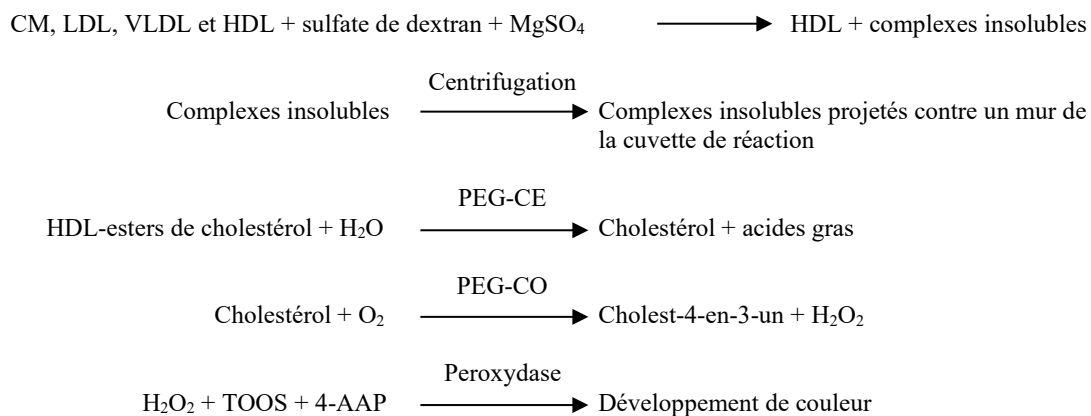 CM, LDL, VLDL et HDL + sulfate de dextran + MgSO₄ → HDL + complexes insolubles
Centrifugation
Complexes insolubles → Complexes insolubles projetés contre un mur de
la cuvette de réaction
PEG-CE
HDL-esters de cholestérol + H₂O → Cholestérol + acides gras
PEG-CO
Cholestérol + O₂ → Cholest-4-en-3-un + H₂O₂
Peroxydase
H₂O₂ + TOOS + 4-AAP → Développement de couleur